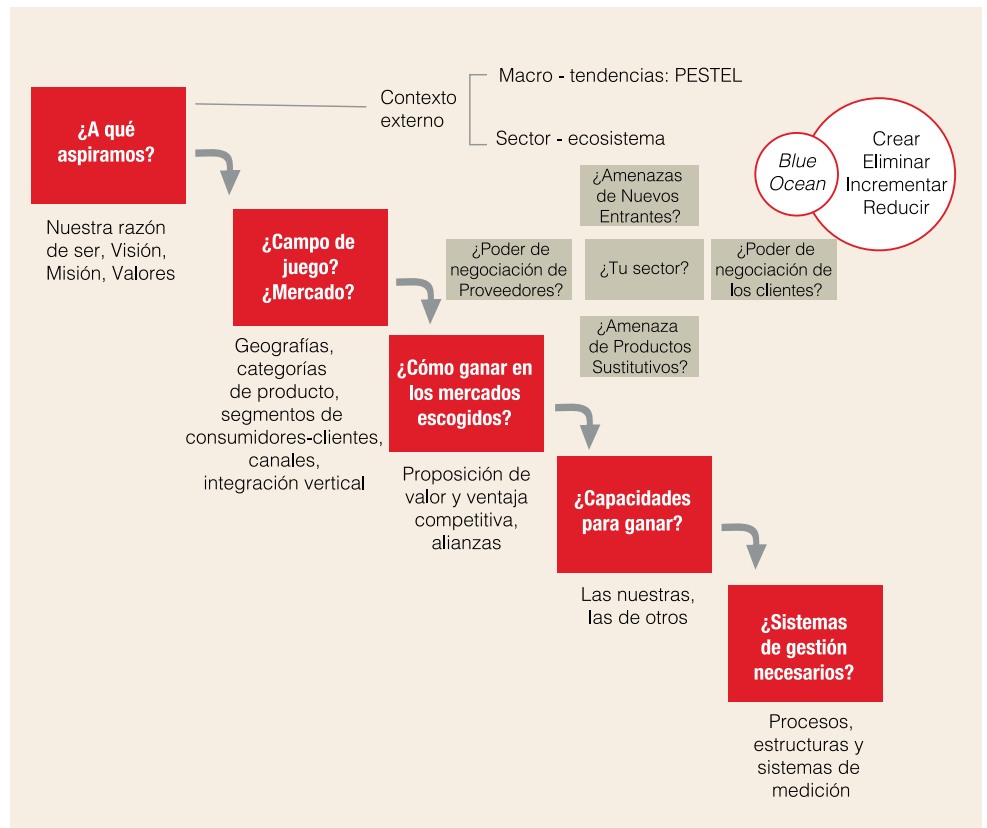 ¿A qué
aspiramos?
Nuestra razón
de ser, Visión,
Misión, Valores
Contexto
externo
Macro - tendencias: PESTEL
Sector - ecosistema
Blue
Ocean
Crear
Eliminar
Incrementar
Reducir
¿Amenazas
de Nuevos
Entrantes?
¿Poder de
negociación de
Proveedores?
¿Tu sector?
¿Poder de
negociación de
los clientes?
¿Amenaza
de Productos
Sustitutivos?
¿Campo de
juego?
¿Mercado?
Geografías,
categorías
de producto,
segmentos de
consumidores-clientes,
canales,
integración vertical
¿Cómo ganar en
los mercados
escogidos?
Proposición de
valor y ventaja
competitiva,
alianzas
¿Capacidades
para ganar?
Las nuestras,
las de otros
¿Sistemas
de gestión
necesarios?
Procesos,
estructuras y
sistemas de
medición